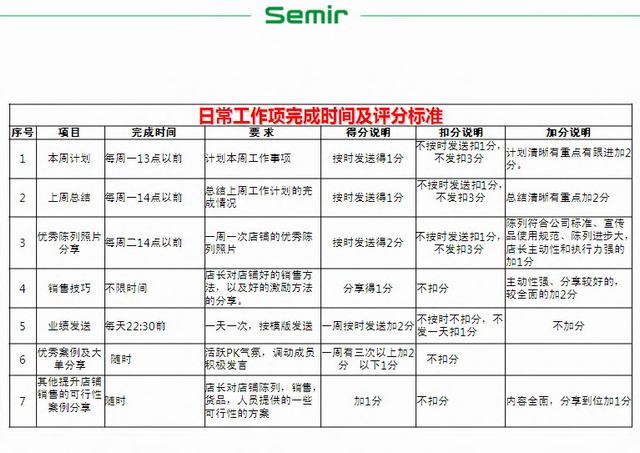 Semir
日常工作项完成时间及评分标准
序号 项目 完成时间 要 求 得分说明 扣分说明 加分说明
1 本周计划 每周一13点以前 计划本周工作事项 按时发送得1分 不按时发送扣1分，
不发扣3分 计划清晰有重点有跟进加2
分。
2 上周总结 每周一14点以前 总结上周工作计划的完
成情况 按时发送得1分 不按时发送扣1分，
不发扣3分 总结清晰有重点加2分
3 优秀陈列照片
分享 每周二14点以前 一周一次店铺的优秀陈
列照片 按时发送得2分 不按时发送扣1分，
不发扣3分 陈列符合公司标准、宣传
品使用规范、陈列进步大，
店长主动性和执行力强的
加1分
4 销售技巧 不限时间 店长对店铺好的销售方
法，以及好的激励方法
的分享。 分享得1分 不扣分 主动性强、分享较好的，
较全面的加2分
5 业绩发送 每天22:30前 一天一次，按模版发送 一周按时发送加2分 不按时不扣分，不
发一天扣1分 不加分
6 优秀案例及大
单分享 随时 活跃PK气氛，调动成员
积极发言 一周有三次以上加2
分 以下1分 不扣分
7 其他提升店铺
销售的可行性
案例分享 随时 店长对店铺陈列，销售，
货品，人员提供的一些
可行性的方案 加1分 不扣分 内容全面，分享到位加1分